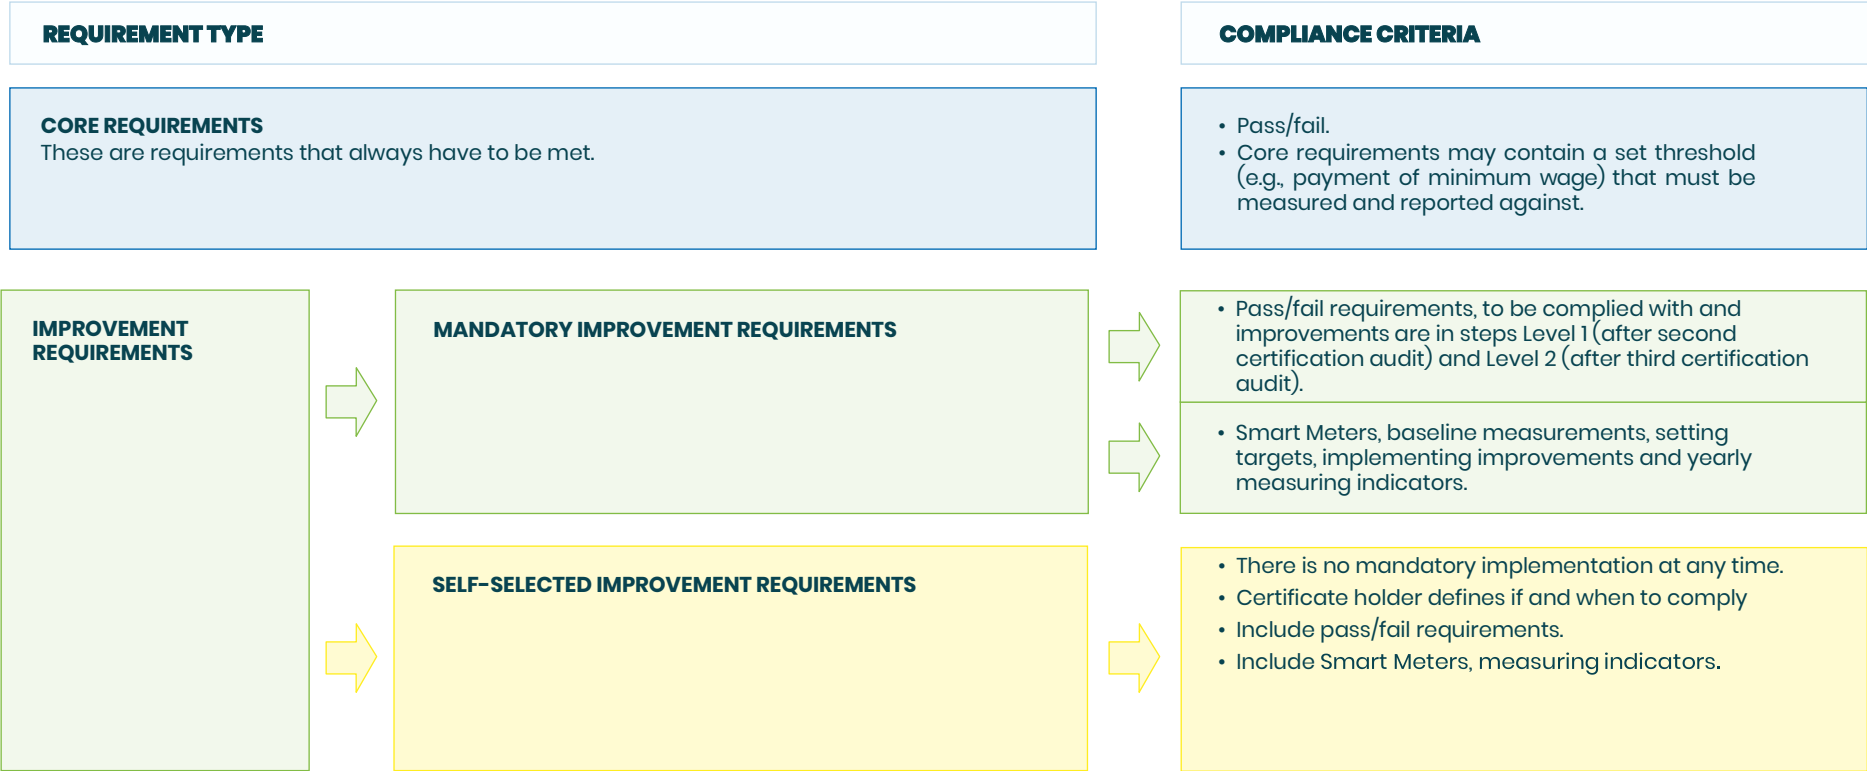 REQUIREMENT TYPE
COMPLIANCE CRITERIA
CORE REQUIREMENTS
These are requirements that always have to be met.
• Pass/fail.
• Core requirements may contain a set threshold
(e.g., payment of minimum wage) that must be
measured and reported against.
IMPROVEMENT
REQUIREMENTS
MANDATORY IMPROVEMENT REQUIREMENTS
• Pass/fail requirements, to be complied with and
improvements are in steps Level 1 (after second
certification audit) and Level 2 (after third certification
audit).
• Smart Meters, baseline measurements, setting
targets, implementing improvements and yearly
measuring indicators.
SELF-SELECTED IMPROVEMENT REQUIREMENTS
• There is no mandatory implementation at any time.
• Certificate holder defines if and when to comply
• Include pass/fail requirements.
• Include Smart Meters, measuring indicators.